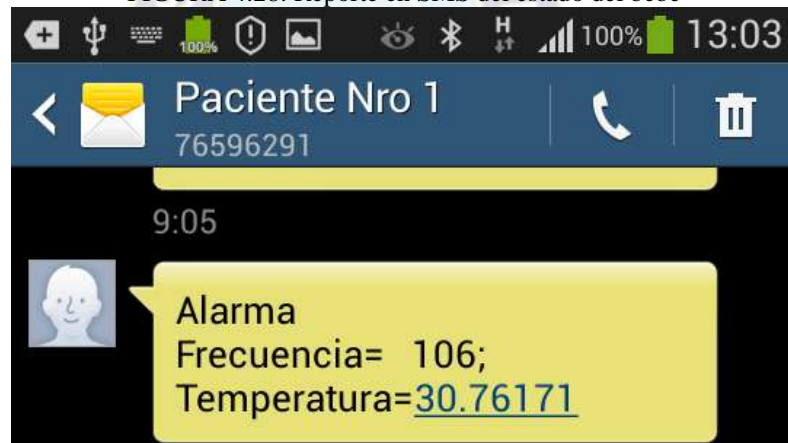 100%
H
100%
13:03
Paciente Nro 1
76596291
9:05
Alarma
Frecuencia= 106;
Temperatura=30.76171